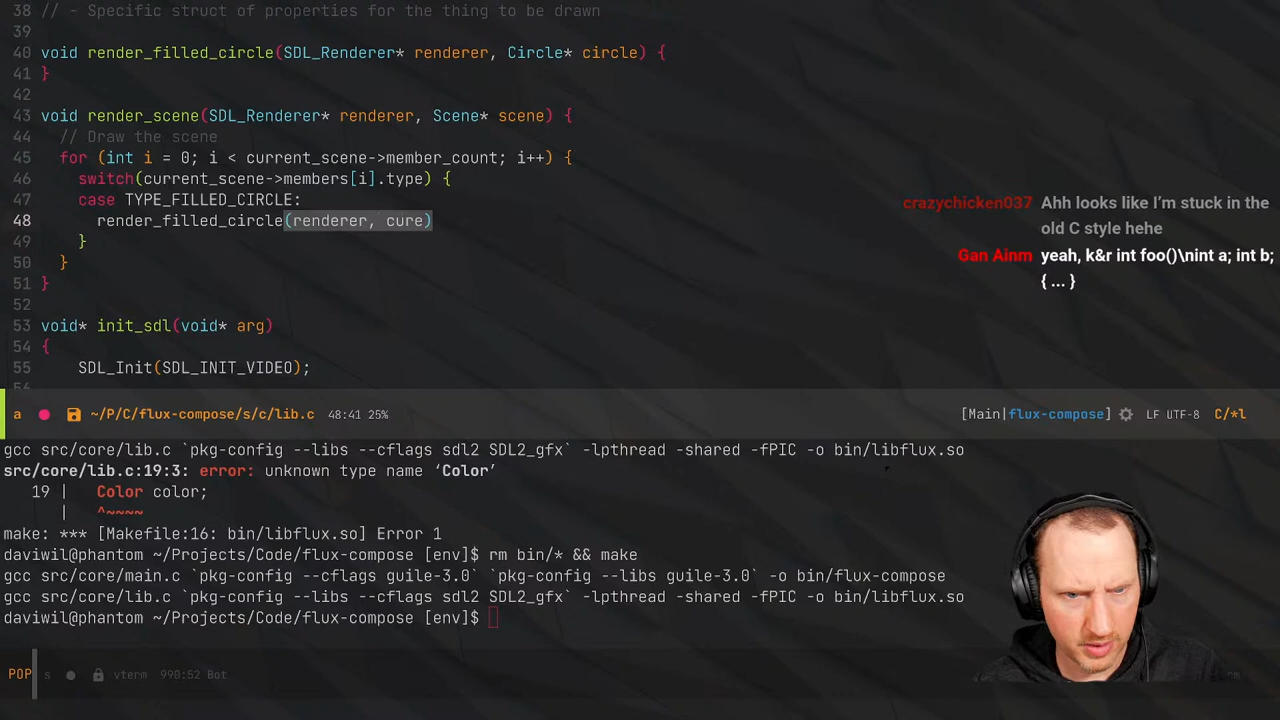 38 // - Specific struct of properties for the thing to be drawn
39
40 void render_filled_circle(SDL_Renderer* renderer, Circle* circle) {
41 }
42
43 void render_scene(SDL_Renderer* renderer, Scene* scene) {
44 // Draw the scene
45 for (int i = 0; i < current_scene->member_count; i++) {
46 switch(current_scene->members[i].type) {
47 case TYPE_FILLED_CIRCLE:
48 render_filled_circle(renderer, cure)
49 }
50 }
51 }
52
53 void* init_sdl(void* arg)
54 {
55 SDL_Init(SDL_INIT_VIDEO);
crazychicken037 Ahh looks like I'm stuck in the
old C style hehe
Gan Ainm yeah, k&r int foo()\nint a; int b;
{ ... }
a ~/P/C/flux-compose/s/c/lib.c 48:41 25% [Main|flux-compose] LF UTF-8 C/*l
gcc src/core/lib.c `pkg-config --libs --cflags sdl2 SDL2_gfx` -lpthread -shared -fPIC -o bin/libflux.so
src/core/lib.c:19:3: error: unknown type name ‘Color’
19 | Color color;
| ^~~~~
make: *** [Makefile:16: bin/libflux.so] Error 1
daviwil@phantom ~/Projects/Code/flux-compose [env]$ rm bin/* && make
gcc src/core/main.c `pkg-config --cflags guile-3.0` `pkg-config --libs guile-3.0` -o bin/flux-compose
gcc src/core/lib.c `pkg-config --libs --cflags sdl2 SDL2_gfx` -lpthread -shared -fPIC -o bin/libflux.so
daviwil@phantom ~/Projects/Code/flux-compose [env]$
POP s vterm 990:52 Bot